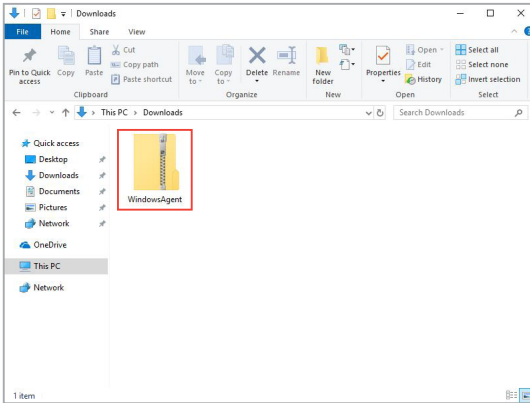 Downloads
File Home Share View
Pin to Quick access
Copy
Paste
Cut
Copy path
Paste shortcut
Clipboard
Move to
Copy to
Delete
Rename
Organize
New folder
New
Properties
Open
Edit
History
Open
Select all
Select none
Invert selection
Select
This PC > Downloads
Search Downloads
Quick access
Desktop
Downloads
Documents
Pictures
Network
OneDrive
This PC
Network
WindowsAgent
1 item